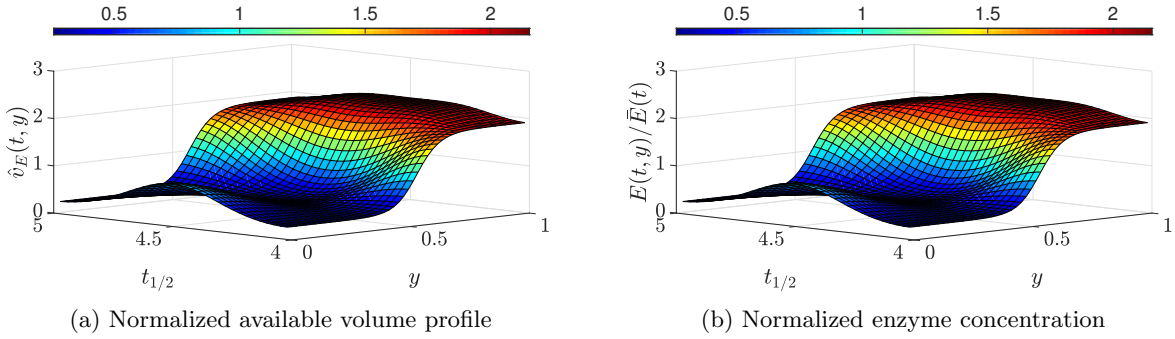 0.5 1 1.5 2
3
2
1
0
v̂_E(t, y)
5 4.5 4 0 0.5 1
t_{1/2} y
(a) Normalized available volume profile
0.5 1 1.5 2
3
2
1
0
E(t, y)/Ē(t)
5 4.5 4 0 0.5 1
t_{1/2} y
(b) Normalized enzyme concentration